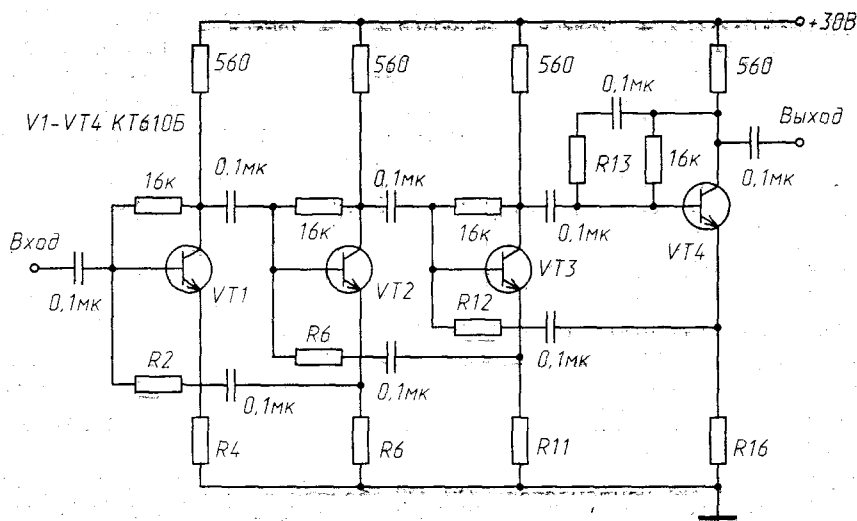 +30В
560
560
560
560
0,1мк
Выход
V1-VT4 КТ610Б
R13
16к
0,1мк
16к
0,1мк
0,1мк
16к
16к
0,1мк
VT4
Вход
0,1мк
VT1
VT2
VT3
R12
R6
0,1мк
R2
0,1мк
0,1мк
R4
R6
R11
R16